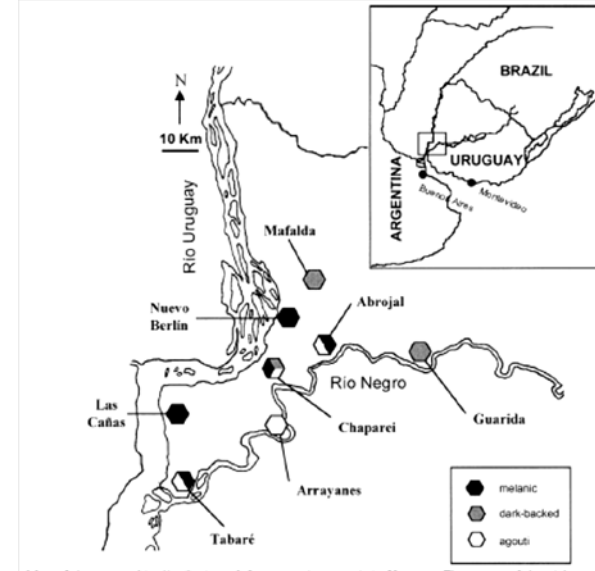 N
10 Km
Río Uruguay
Mafalda
Nuevo
Berlín
Abrojal
Río Negro
Las
Cañas
Chaparei
Guarida
Arrayanes
Tabaré
BRAZIL
URUGUAY
ARGENTINA
Buenos Aires
Montevideo
melanic
dark-backed
agouti